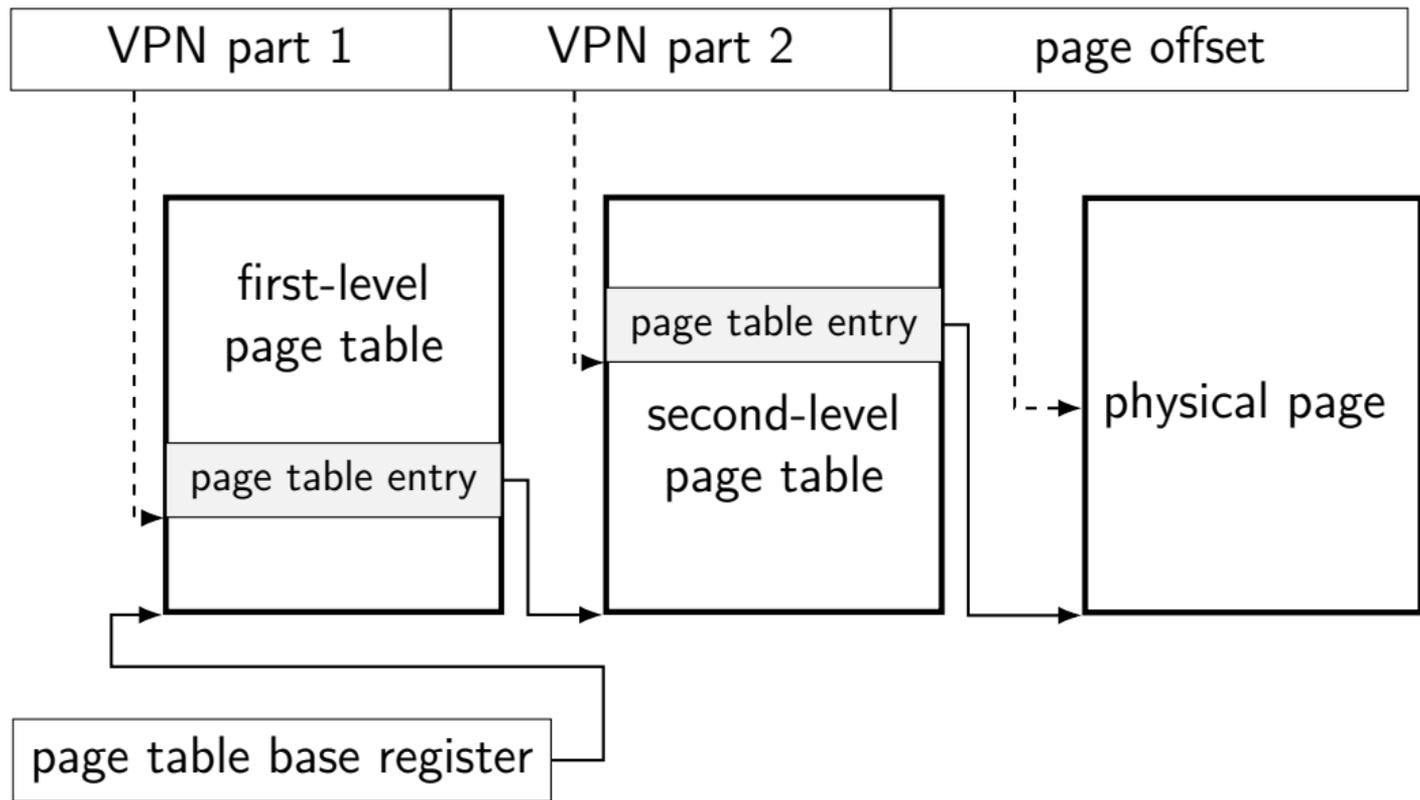 VPN part 1
VPN part 2
page offset
first-level
page table
page table entry
page table entry
second-level
page table
physical page
page table base register